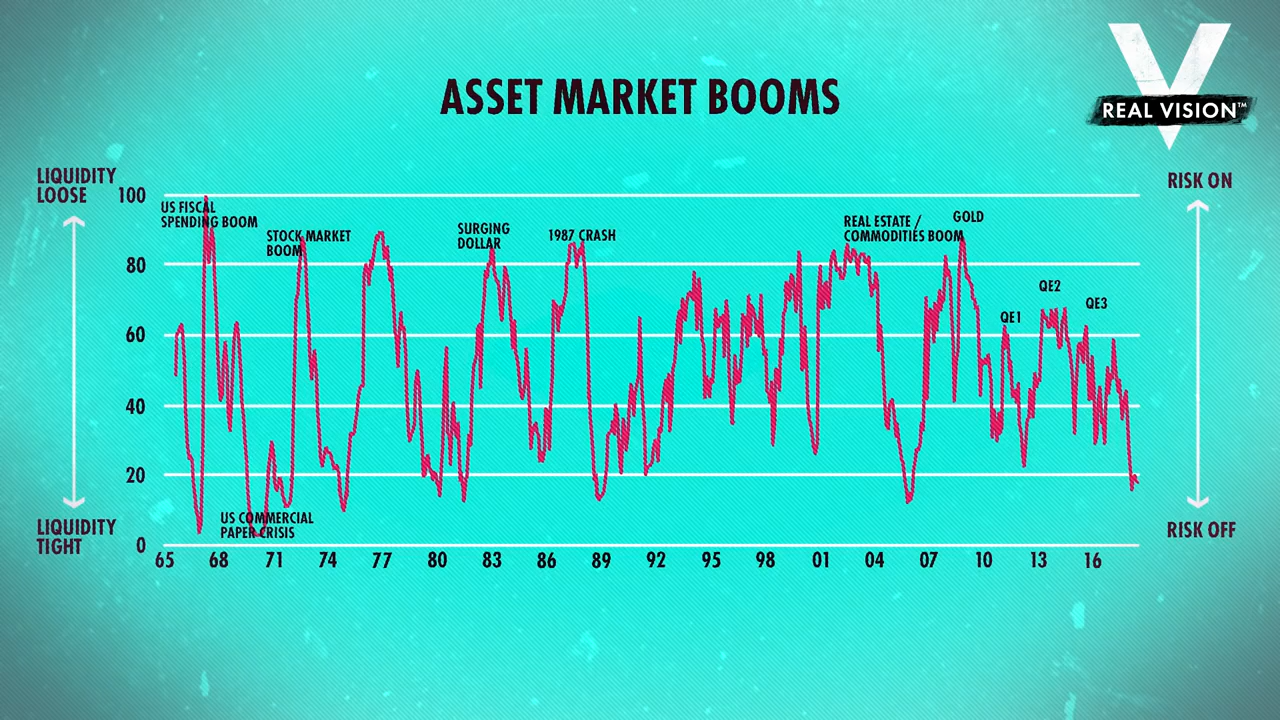 ASSET MARKET BOOMS
REAL VISION™
LIQUIDITY
LOOSE
RISK ON
100
80
60
40
20
0
US FISCAL
SPENDING BOOM
STOCK MARKET
BOOM
SURGING
DOLLAR
1987 CRASH
REAL ESTATE /
COMMODITIES BOOM
GOLD
QE1
QE2
QE3
US COMMERCIAL
PAPER CRISIS
LIQUIDITY
TIGHT
RISK OFF
65 68 71 74 77 80 83 86 89 92 95 98 01 04 07 10 13 16